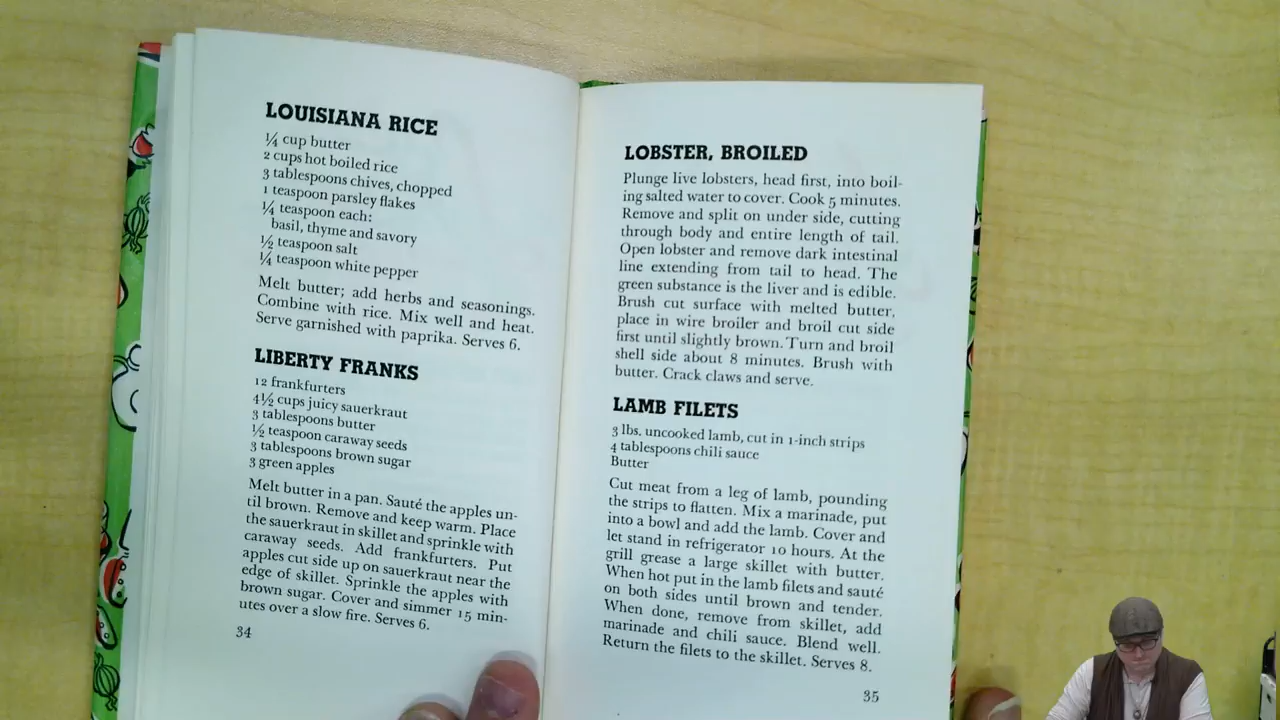 LOUISIANA RICE
¼ cup butter
2 cups hot boiled rice
3 tablespoons chives, chopped
1 teaspoon parsley flakes
¼ teaspoon each:
basil, thyme and savory
½ teaspoon salt
¼ teaspoon white pepper
Melt butter; add herbs and seasonings.
Combine with rice. Mix well and heat.
Serve garnished with paprika. Serves 6.
LIBERTY FRANKS
12 frankfurters
4½ cups juicy sauerkraut
3 tablespoons butter
½ teaspoon caraway seeds
3 tablespoons brown sugar
3 green apples
Melt butter in a pan. Sauté the apples un-
til brown. Remove and keep warm. Place
the sauerkraut in skillet and sprinkle with
caraway seeds. Add frankfurters. Put
apples cut side up on sauerkraut near the
edge of skillet. Sprinkle the apples with
brown sugar. Cover and simmer 15 min-
utes over a slow fire. Serves 6.
34
LOBSTER, BROILED
Plunge live lobsters, head first, into boil-
ing salted water to cover. Cook 5 minutes.
Remove and split on under side, cutting
through body and entire length of tail.
Open lobster and remove dark intestinal
line extending from tail to head. The
green substance is the liver and is edible.
Brush cut surface with melted butter,
place in wire broiler and broil cut side
first until slightly brown. Turn and broil
shell side about 8 minutes. Brush with
butter. Crack claws and serve.
LAMB FILETS
3 lbs. uncooked lamb, cut in 1-inch strips
4 tablespoons chili sauce
Butter
Cut meat from a leg of lamb, pounding
the strips to flatten. Mix a marinade, put
into a bowl and add the lamb. Cover and
let stand in refrigerator 10 hours. At the
grill grease a large skillet with butter.
When hot put in the lamb filets and sauté
on both sides until brown and tender.
When done, remove from skillet, add
marinade and chili sauce. Blend well.
Return the filets to the skillet. Serves 8.
35